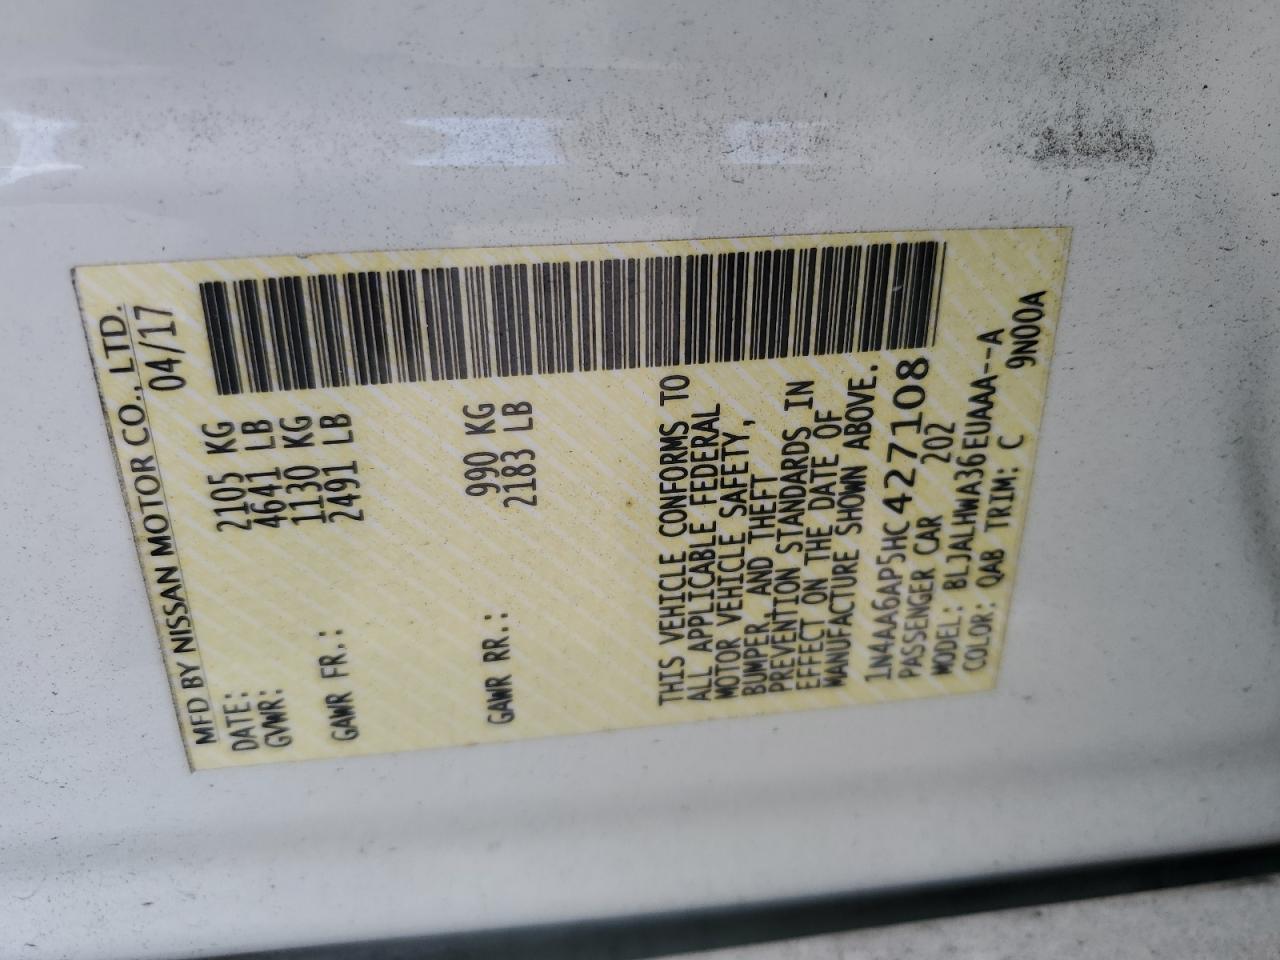 MFD BY NISSAN MOTOR CO., LTD.
DATE: 04/17
GVWR: 2105 KG
4641 LB
GAWR FR.: 1130 KG
2491 LB
GAWR RR.: 990 KG
2183 LB
THIS VEHICLE CONFORMS TO
ALL APPLICABLE FEDERAL
MOTOR VEHICLE SAFETY,
BUMPER, AND THEFT
PREVENTION STANDARDS IN
EFFECT ON THE DATE OF
MANUFACTURE SHOWN ABOVE.
1N4AA6AP5HC427108
PASSENGER CAR 202
MODEL: BLJALHWA36EUAAA--A
COLOR: QAB TRIM: C 9N00A